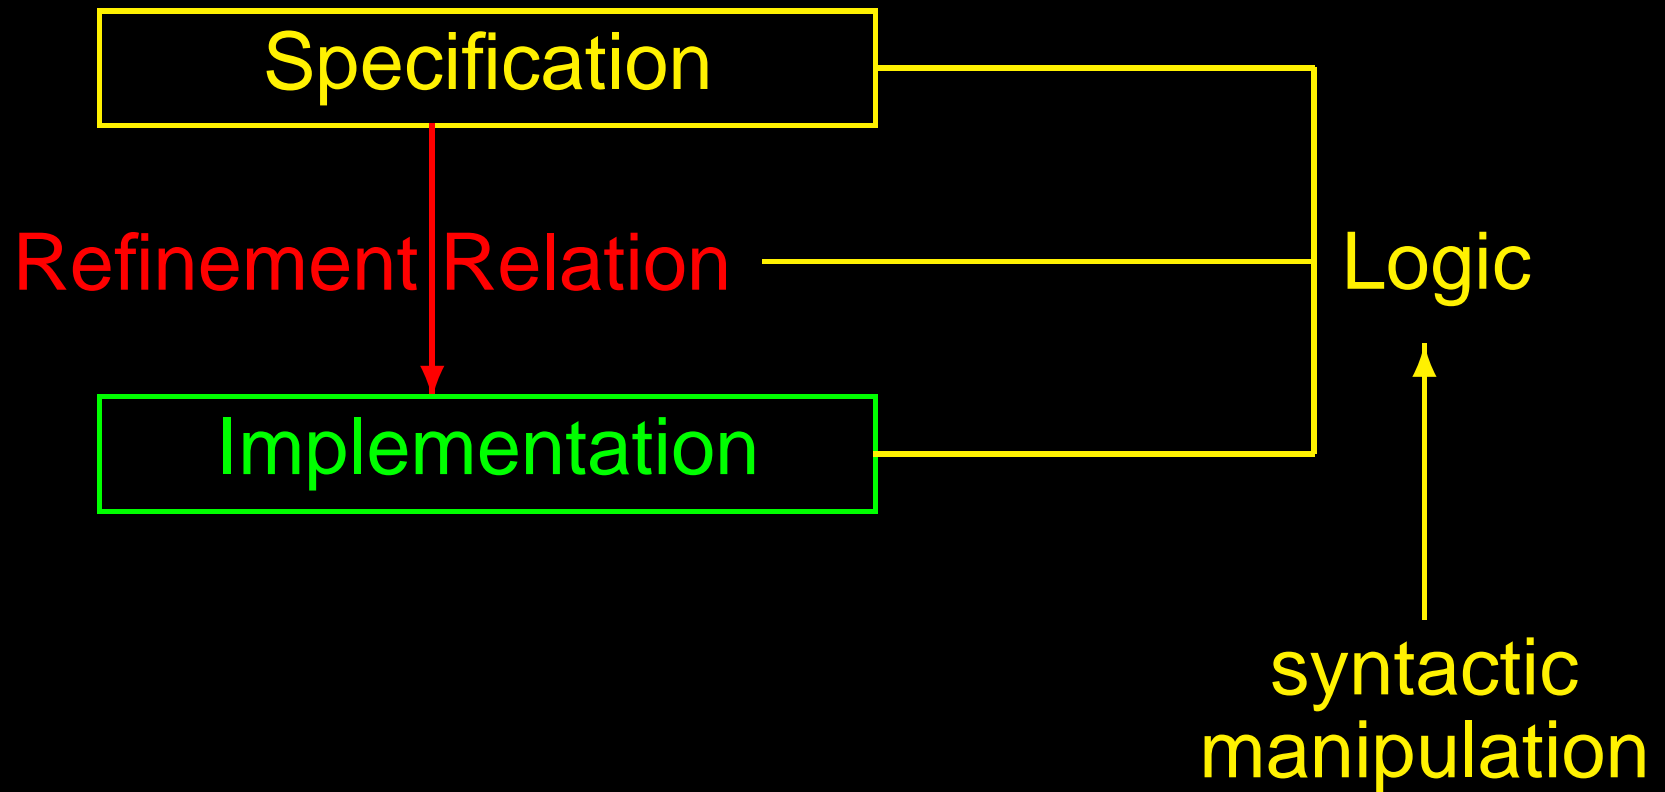 Specification
Refinement Relation
Logic
Implementation
syntactic
manipulation